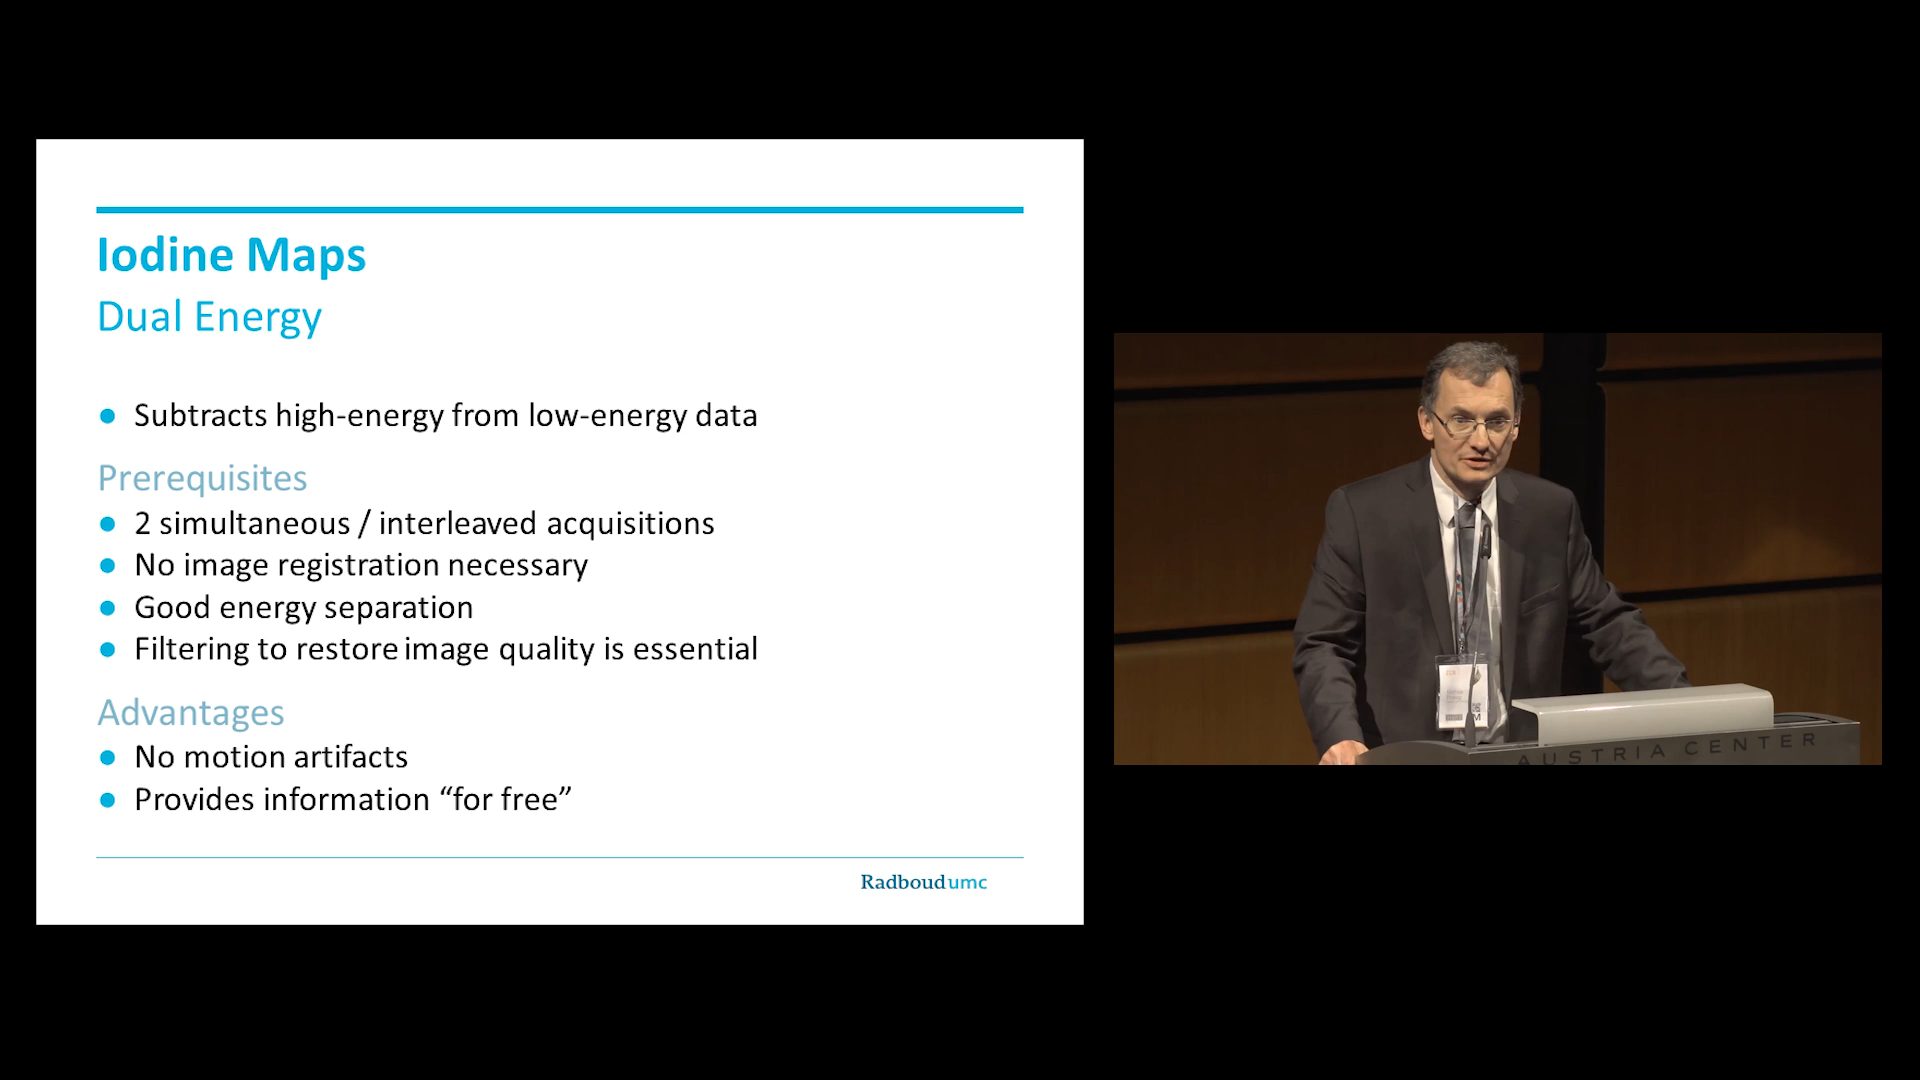 Iodine Maps
Dual Energy
Subtracts high-energy from low-energy data
Prerequisites
2 simultaneous / interleaved acquisitions
No image registration necessary
Good energy separation
Filtering to restore image quality is essential
Advantages
No motion artifacts
Provides information “for free”
Radboudumc
AUSTRIA CENTER